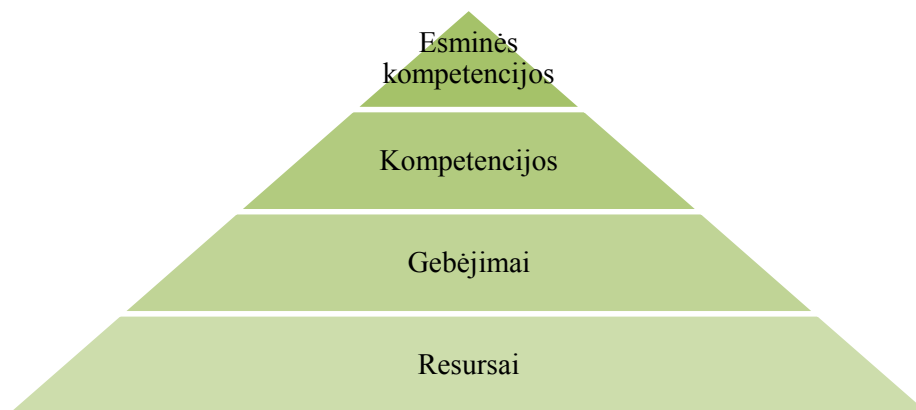 Esminės
kompetencijos
Kompetencijos
Gebėjimai
Resursai